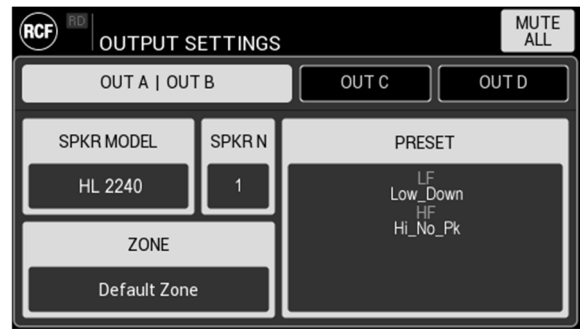 RCF RD
OUTPUT SETTINGS
MUTE
ALL
OUT A | OUT B
OUT C
OUT D
SPKR MODEL
HL 2240
SPKR N
1
PRESET
LF
Low_Down
HF
Hi_No_Pk
ZONE
Default Zone